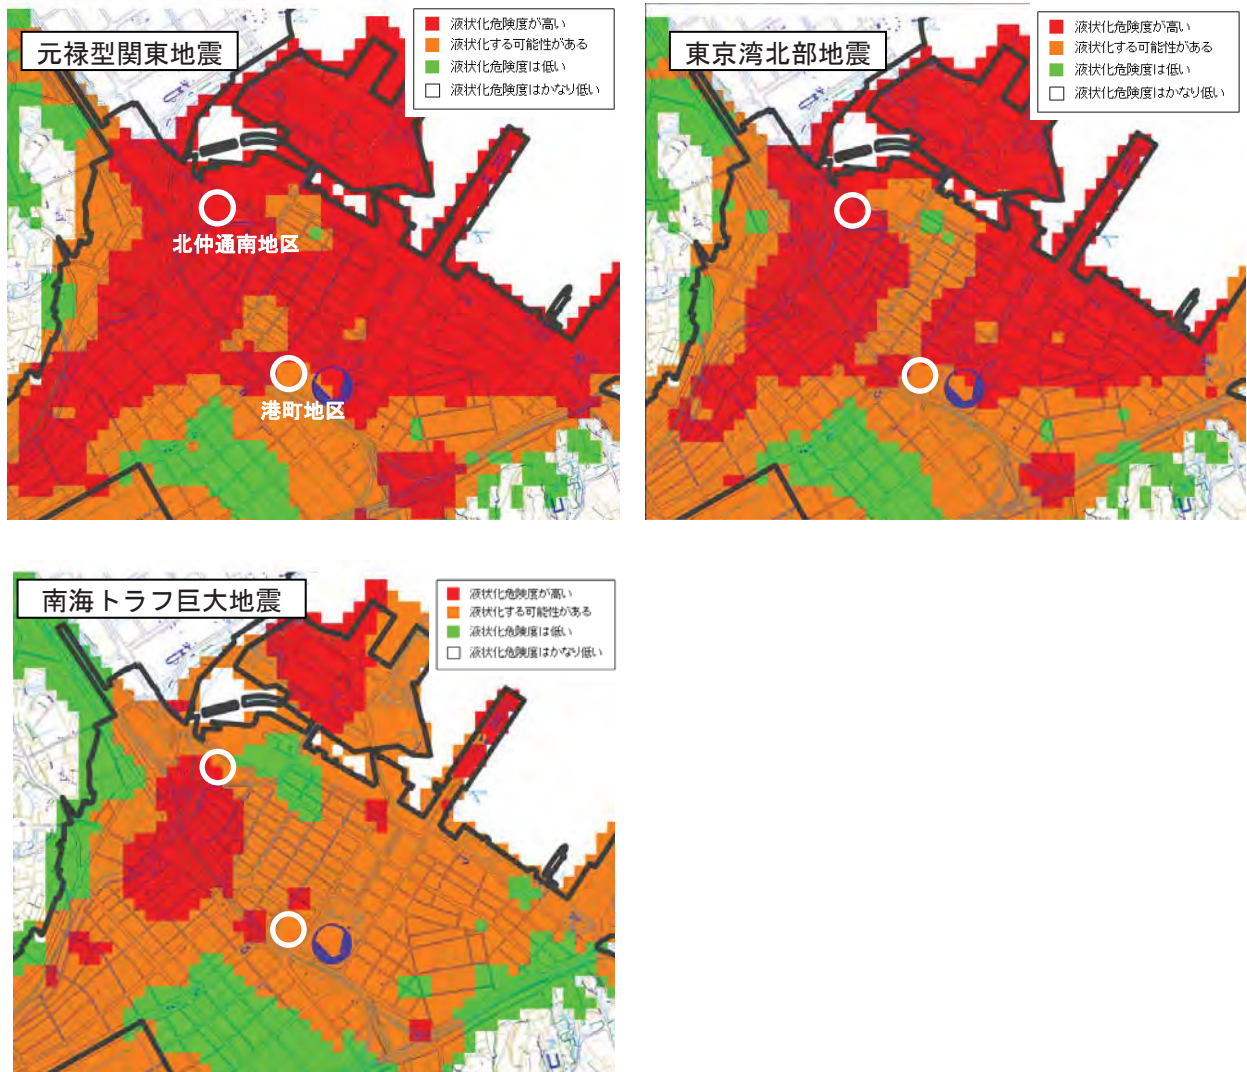 元禄型関東地震
液状化危険度が高い
液状化する可能性がある
液状化危険度は低い
液状化危険度はかなり低い
北仲通南地区
港町地区
東京湾北部地震
液状化危険度が高い
液状化する可能性がある
液状化危険度は低い
液状化危険度はかなり低い
南海トラフ巨大地震
液状化危険度が高い
液状化する可能性がある
液状化危険度は低い
液状化危険度はかなり低い